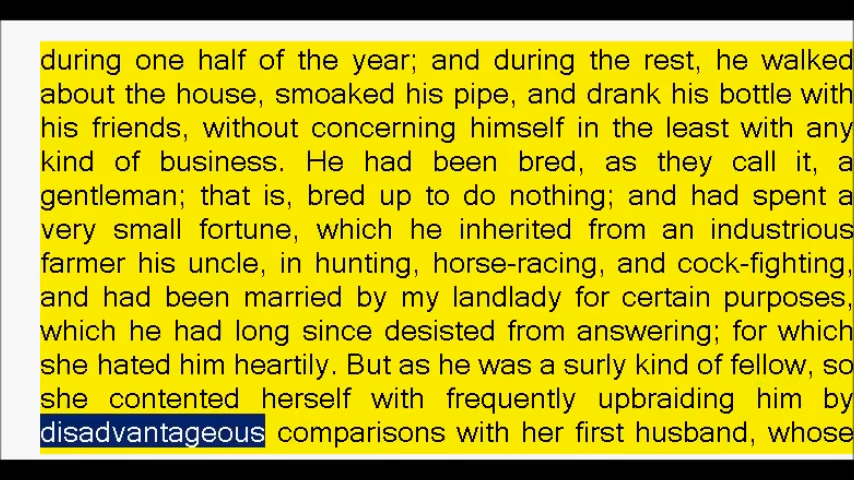 during one half of the year; and during the rest, he walked
about the house, smoaked his pipe, and drank his bottle with
his friends, without concerning himself in the least with any
kind of business. He had been bred, as they call it, a
gentleman; that is, bred up to do nothing; and had spent a
very small fortune, which he inherited from an industrious
farmer his uncle, in hunting, horse-racing, and cock-fighting,
and had been married by my landlady for certain purposes,
which he had long since desisted from answering; for which
she hated him heartily. But as he was a surly kind of fellow, so
she contented herself with frequently upbraiding him by
disadvantageous comparisons with her first husband, whose